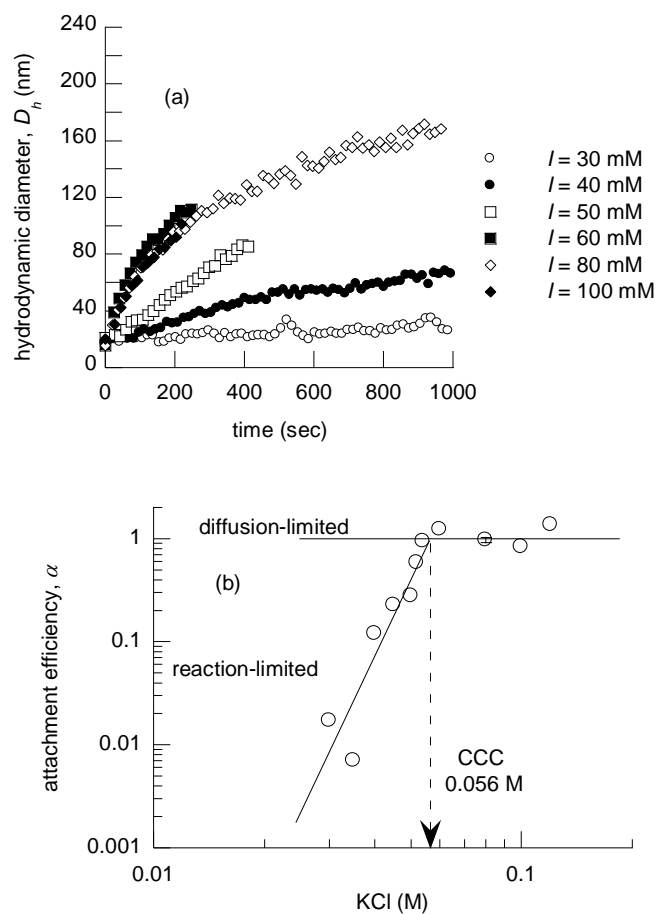 240
200
160
120
80
40
0
hydrodynamic diameter, D_h (nm)
(a)
0 200 400 600 800 1000
time (sec)
I = 30 mM
I = 40 mM
I = 50 mM
I = 60 mM
I = 80 mM
I = 100 mM
1
0.1
0.01
0.001
attachment efficiency, α
diffusion-limited
(b)
reaction-limited
CCC
0.056 M
0.01 0.1
KCl (M)